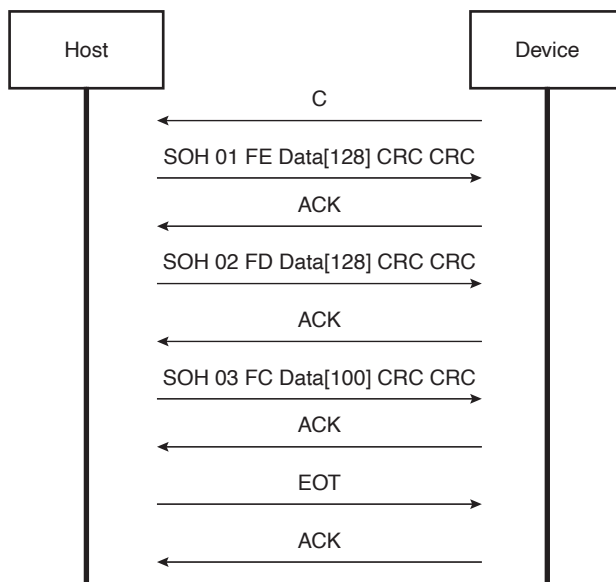 Host
Device
C
SOH 01 FE Data[128] CRC CRC
ACK
SOH 02 FD Data[128] CRC CRC
ACK
SOH 03 FC Data[100] CRC CRC
ACK
EOT
ACK